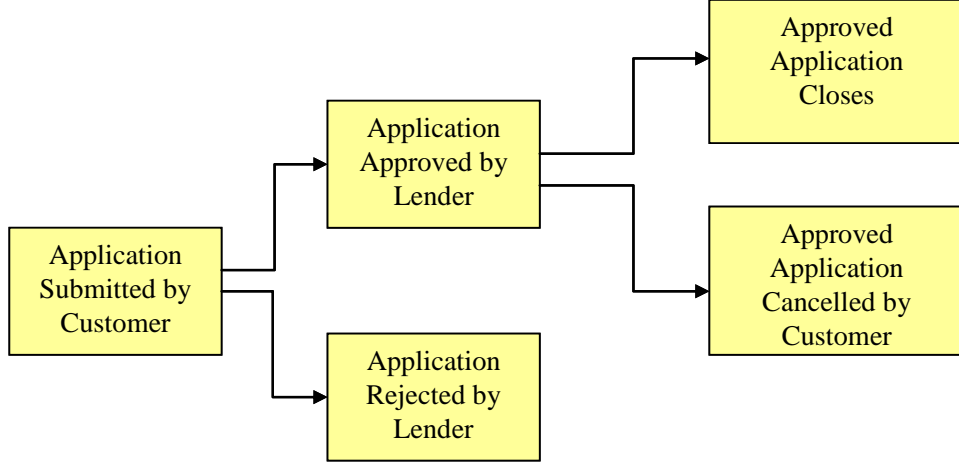 Application
Submitted by
Customer
Application
Approved by
Lender
Application
Rejected by
Lender
Approved
Application
Closes
Approved
Application
Cancelled by
Customer